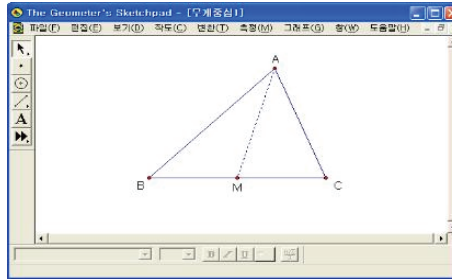 The Geometer's Sketchpad - [무게중심1]
파일(F) 편집(E) 보기(D) 작도(C) 변환(T) 측정(M) 그래프(G) 창(W) 도움말(H)
A
A
B M C
B I U